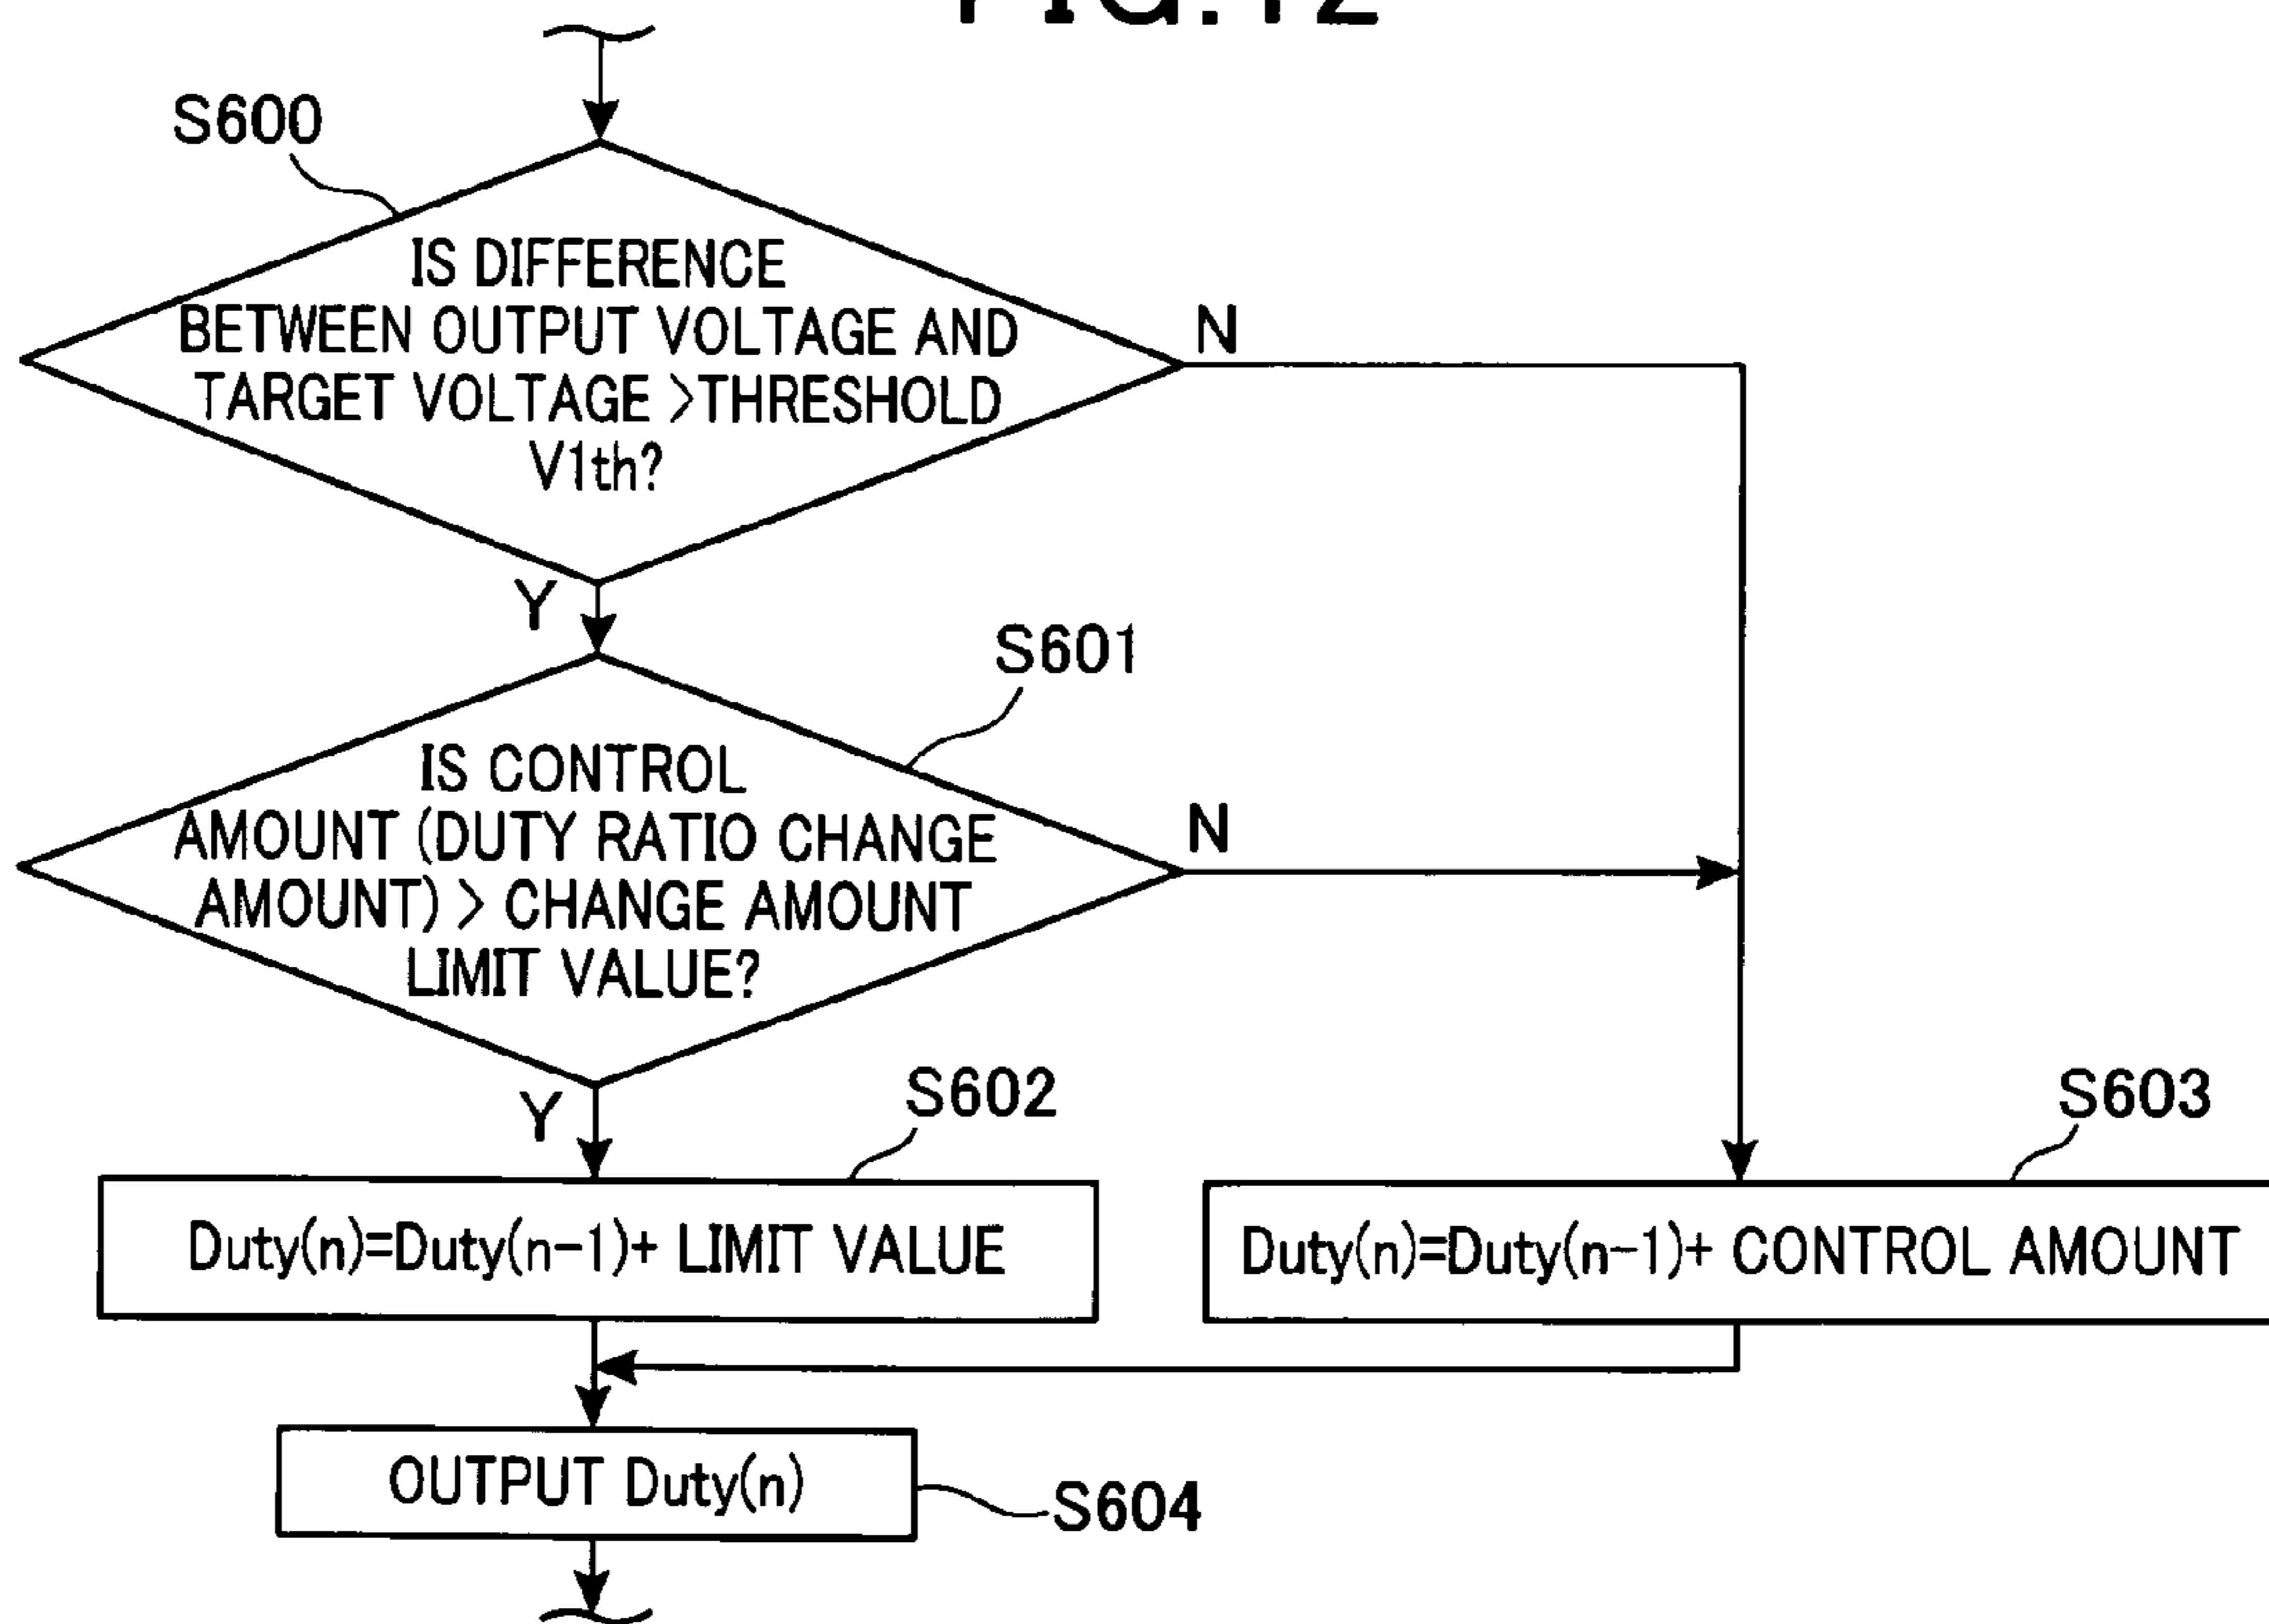 FIG.12
S600
IS DIFFERENCE
BETWEEN OUTPUT VOLTAGE AND
TARGET VOLTAGE >THRESHOLD
V1th?
N
Y
S601
IS CONTROL
AMOUNT (DUTY RATIO CHANGE
AMOUNT) > CHANGE AMOUNT
LIMIT VALUE?
N
Y
S602
S603
Duty(n)=Duty(n-1)+ LIMIT VALUE
Duty(n)=Duty(n-1)+ CONTROL AMOUNT
OUTPUT Duty(n)
S604